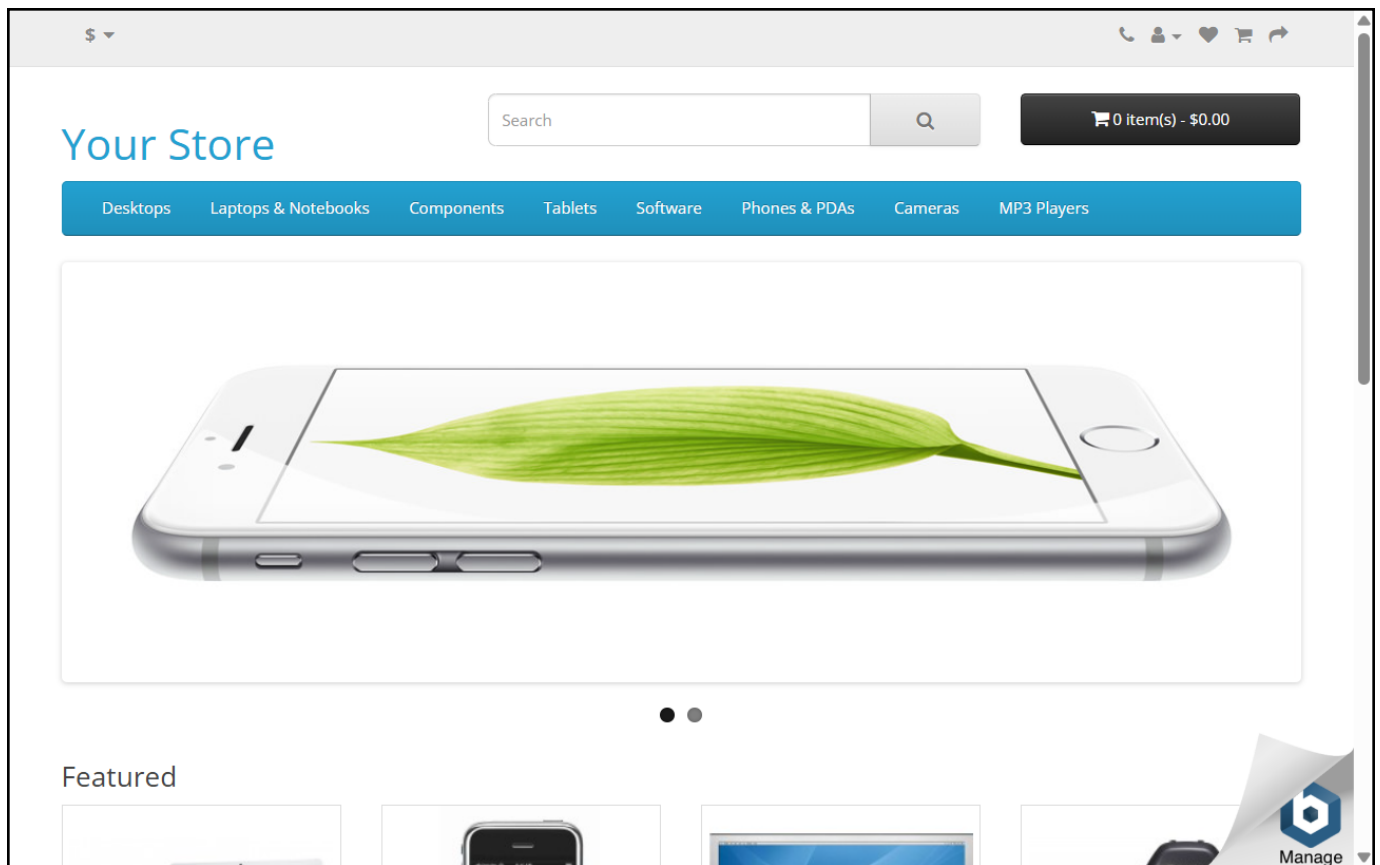 $
Search
0 item(s) - $0.00
Your Store
Desktops Laptops & Notebooks Components Tablets Software Phones & PDAs Cameras MP3 Players
Featured
b
Manage